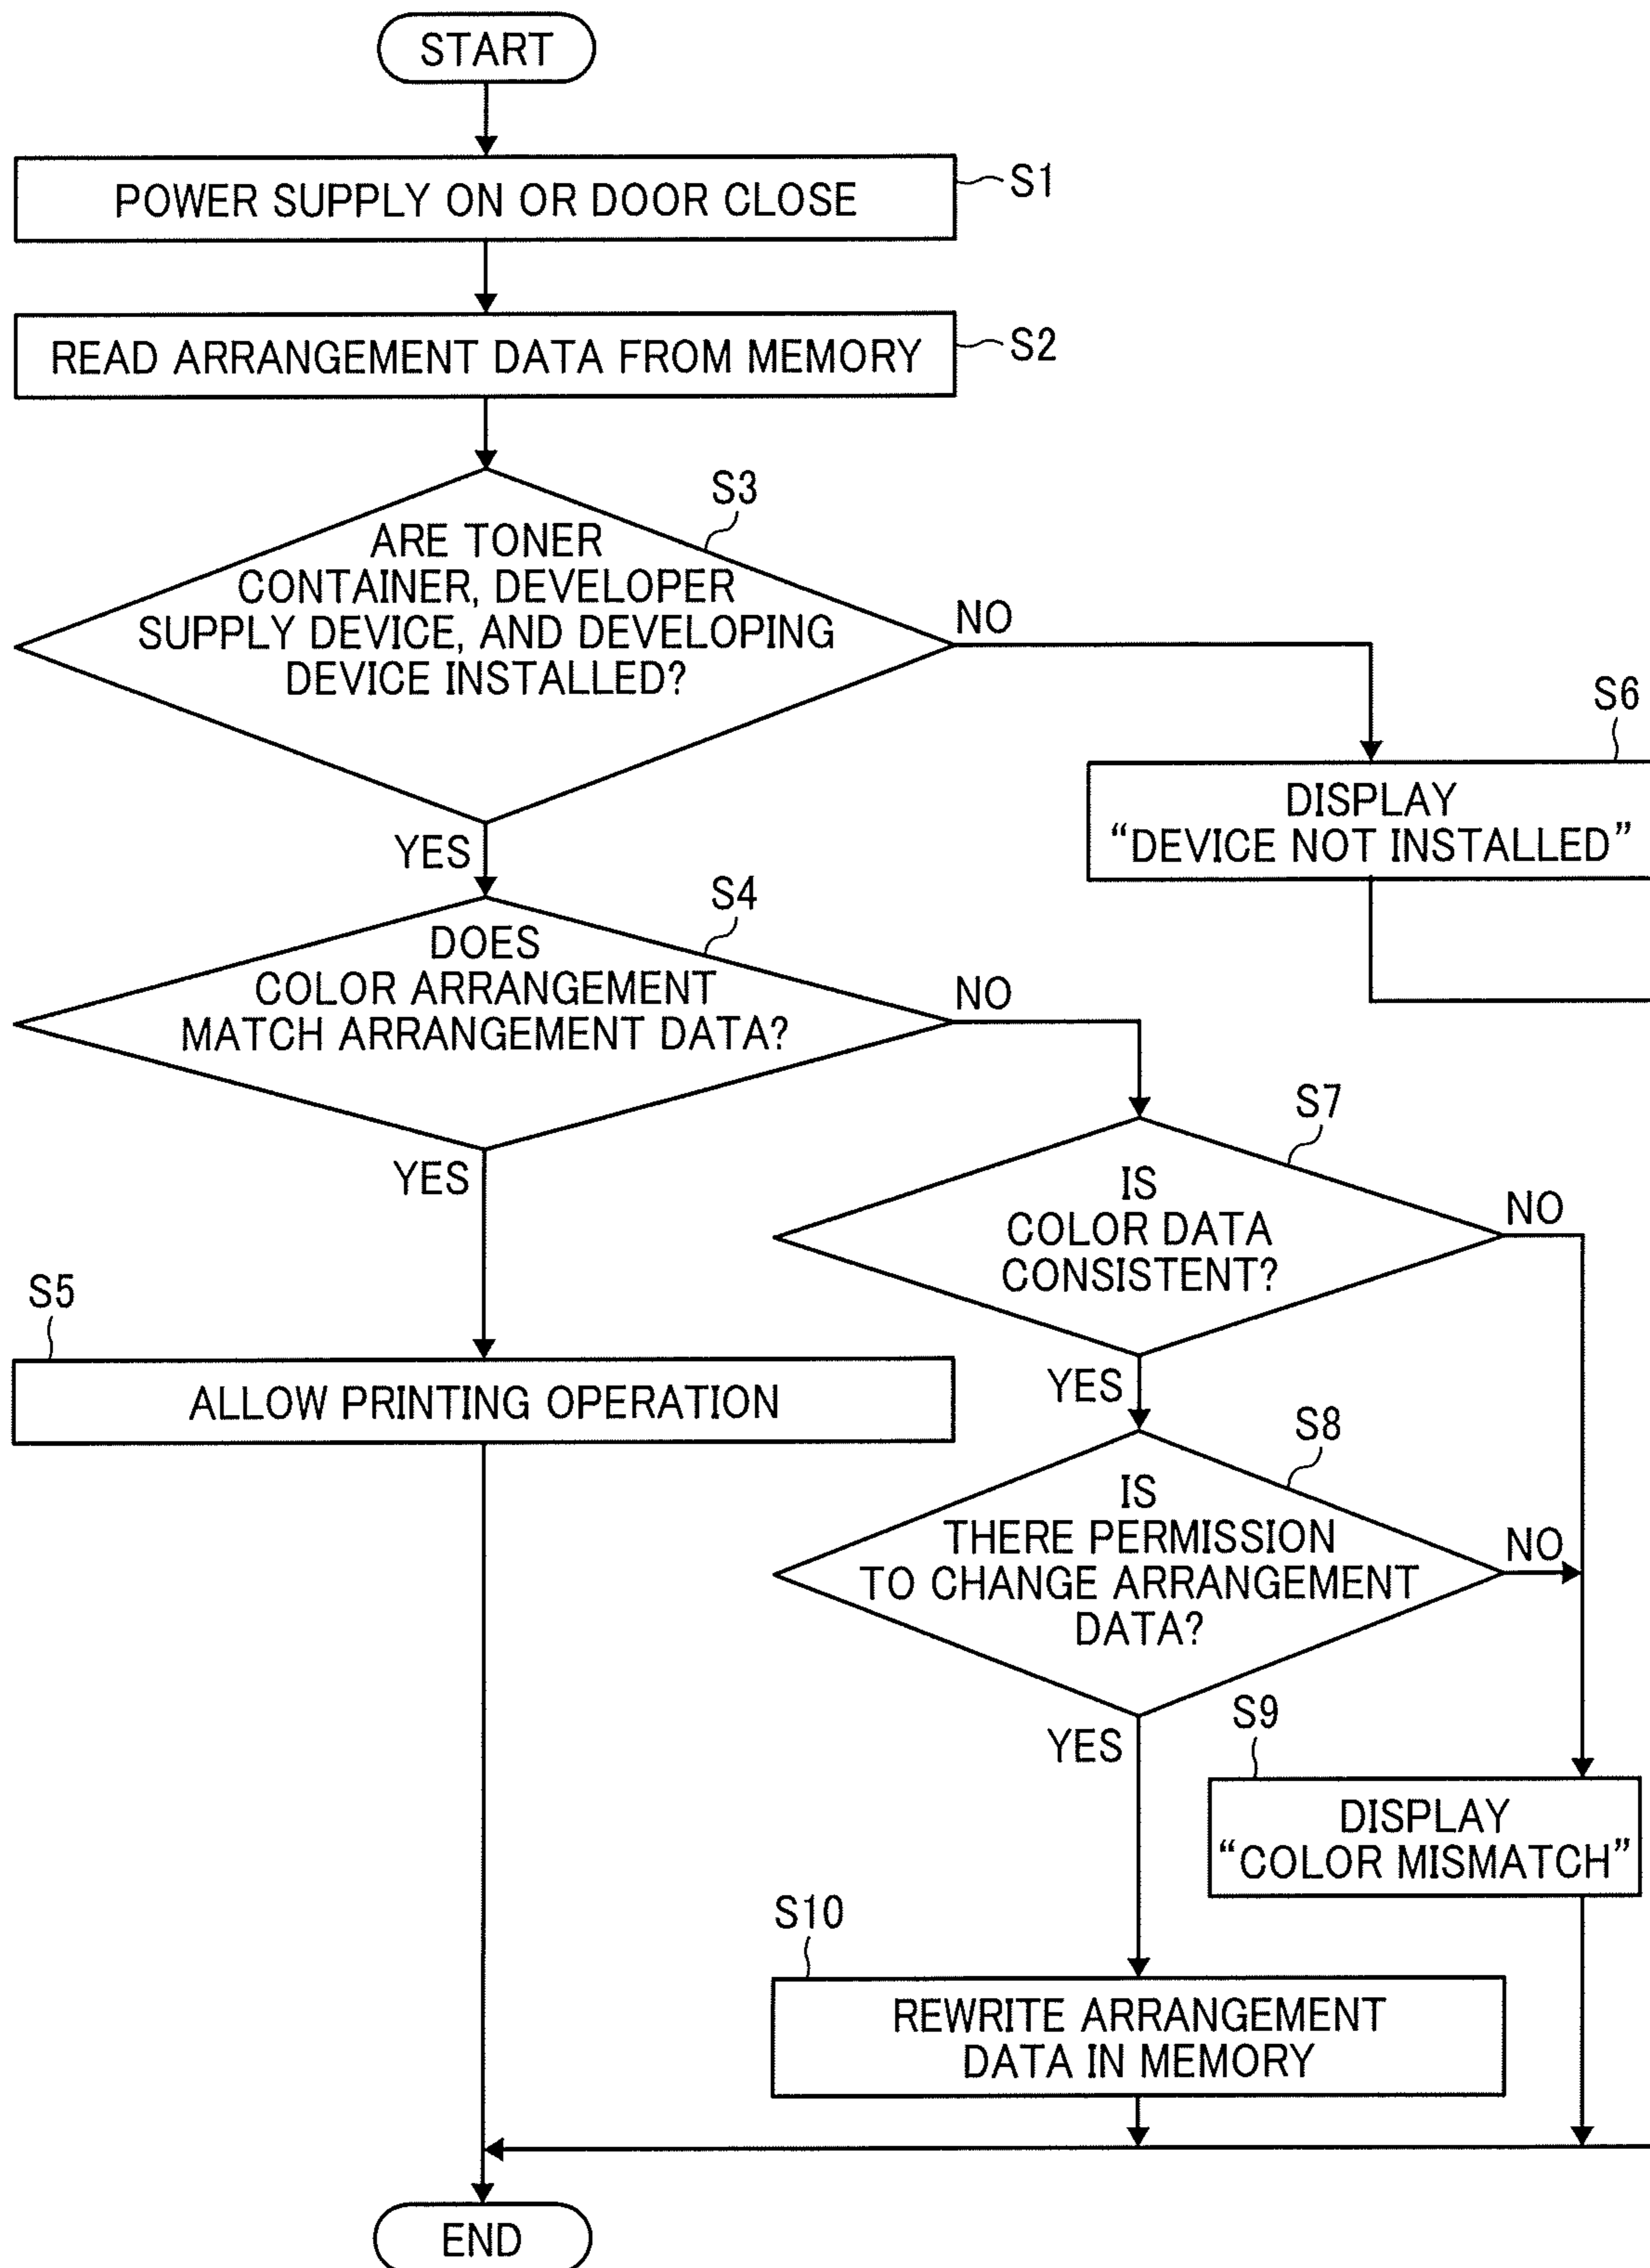 START
POWER SUPPLY ON OR DOOR CLOSE
S1
READ ARRANGEMENT DATA FROM MEMORY
S2
S3
ARE TONER
CONTAINER, DEVELOPER
SUPPLY DEVICE, AND DEVELOPING
DEVICE INSTALLED?
NO
YES
S6
DISPLAY
“DEVICE NOT INSTALLED”
S4
DOES
COLOR ARRANGEMENT
MATCH ARRANGEMENT DATA?
NO
YES
S7
IS
COLOR DATA
CONSISTENT?
NO
YES
S5
ALLOW PRINTING OPERATION
S8
IS
THERE PERMISSION
TO CHANGE ARRANGEMENT
DATA?
NO
YES
S9
DISPLAY
“COLOR MISMATCH”
S10
REWRITE ARRANGEMENT
DATA IN MEMORY
END